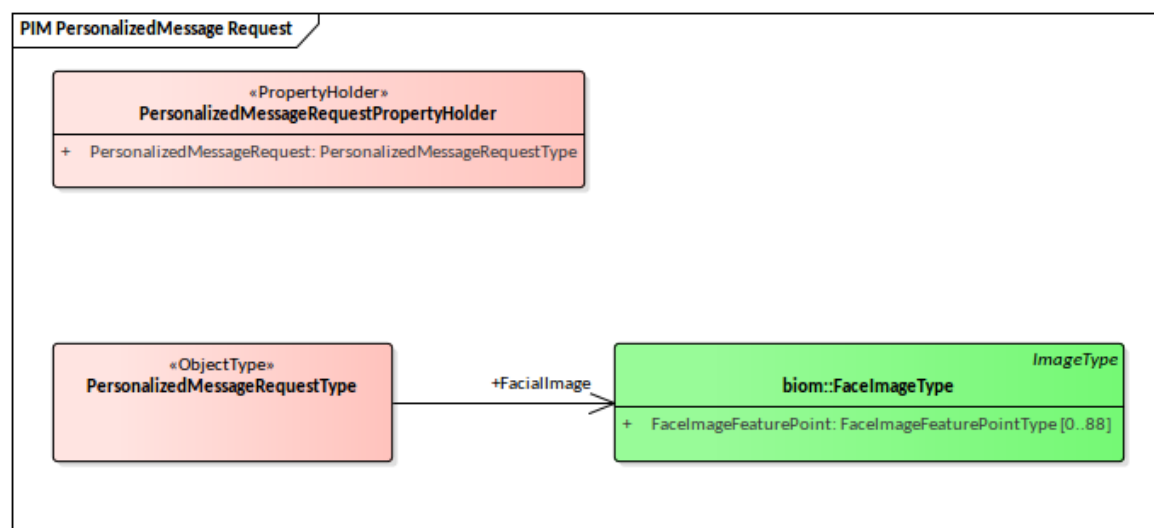 PIM PersonalizedMessage Request
«PropertyHolder»
PersonalizedMessageRequestPropertyHolder
+ PersonalizedMessageRequest: PersonalizedMessageRequestType
«ObjectType»
PersonalizedMessageRequestType
+FacialImage
ImageType
biom::FaceImageType
+ FaceImageFeaturePoint: FaceImageFeaturePointType [0..88]